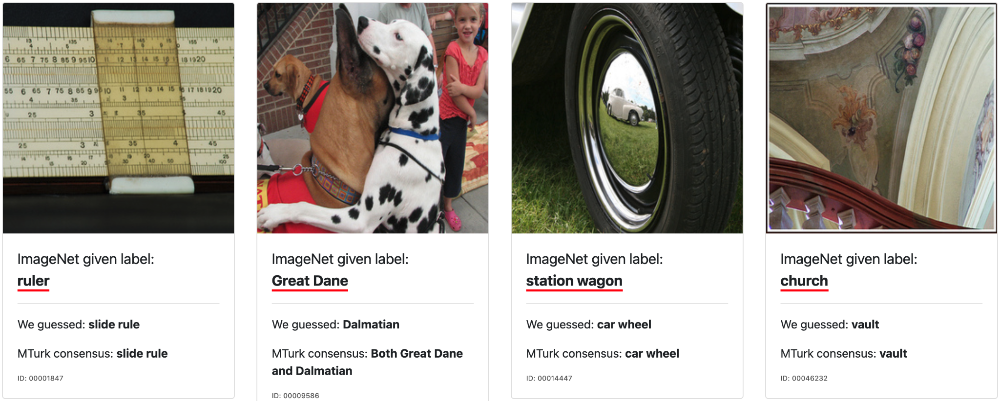 ImageNet given label:
ruler
We guessed: slide rule
MTurk consensus: slide rule
ID: 00001847
ImageNet given label:
Great Dane
We guessed: Dalmatian
MTurk consensus: Both Great Dane
and Dalmatian
ID: 00009586
ImageNet given label:
station wagon
We guessed: car wheel
MTurk consensus: car wheel
ID: 00014447
ImageNet given label:
church
We guessed: vault
MTurk consensus: vault
ID: 00046232